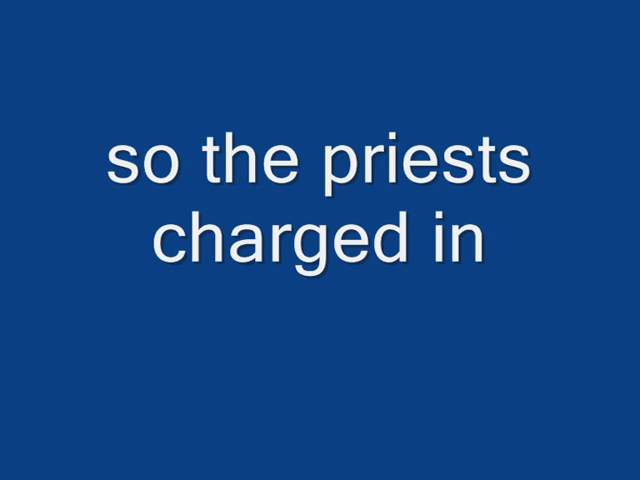 so the priests
charged in